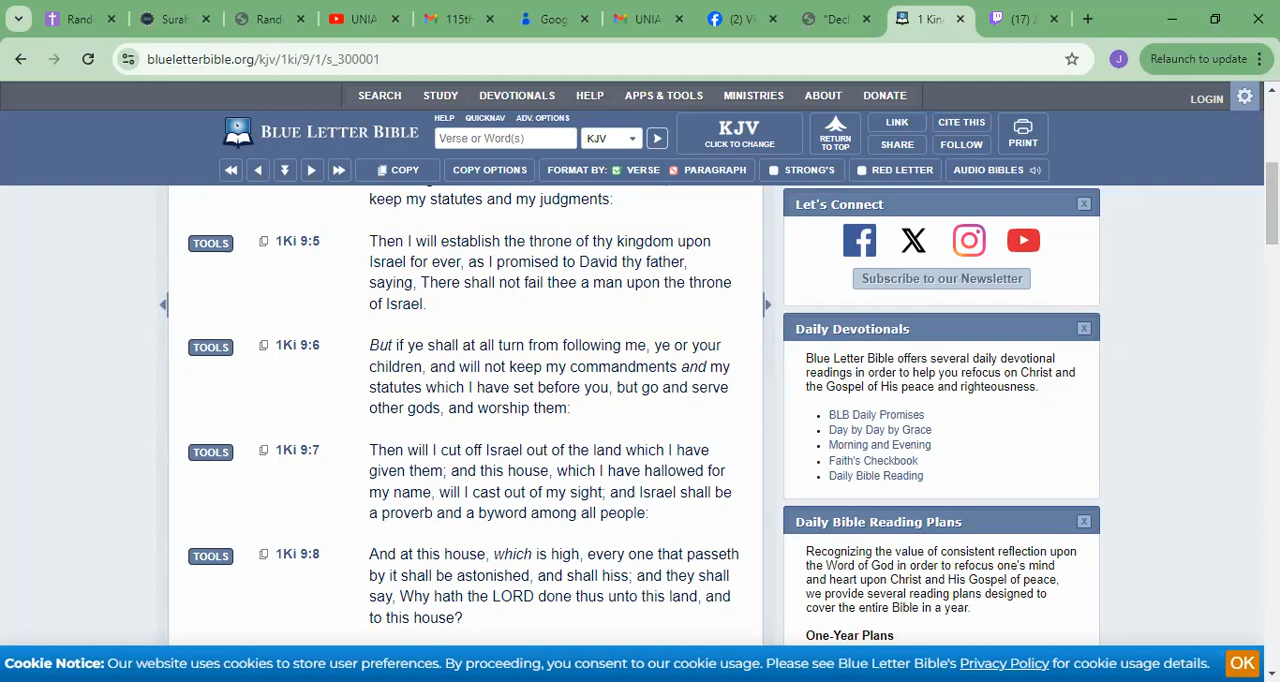 Rando
Surah
Rando
UNIA
115th
Goog
UNIA
(2) Vi
"Decl
1 Kin
(17) J
blueletterbible.org/kjv/1ki/9/1/s_300001
J
Relaunch to update
SEARCH STUDY DEVOTIONALS HELP APPS & TOOLS MINISTRIES ABOUT DONATE
LOGIN
BLUE LETTER BIBLE
HELP QUICKNAV ADV. OPTIONS
Verse or Word(s)
KJV
KJV
CLICK TO CHANGE
RETURN
TO TOP
LINK
CITE THIS
SHARE
FOLLOW
PRINT
COPY
COPY OPTIONS
FORMAT BY: VERSE PARAGRAPH
STRONG'S
RED LETTER
AUDIO BIBLES
keep my statutes and my judgments:
TOOLS
1Ki 9:5
Then I will establish the throne of thy kingdom upon
Israel for ever, as I promised to David thy father,
saying, There shall not fail thee a man upon the throne
of Israel.
TOOLS
1Ki 9:6
But if ye shall at all turn from following me, ye or your
children, and will not keep my commandments and my
statutes which I have set before you, but go and serve
other gods, and worship them:
TOOLS
1Ki 9:7
Then will I cut off Israel out of the land which I have
given them; and this house, which I have hallowed for
my name, will I cast out of my sight; and Israel shall be
a proverb and a byword among all people:
TOOLS
1Ki 9:8
And at this house, which is high, every one that passeth
by it shall be astonished, and shall hiss; and they shall
say, Why hath the LORD done thus unto this land, and
to this house?
Let's Connect
X
Subscribe to our Newsletter
Daily Devotionals
X
Blue Letter Bible offers several daily devotional
readings in order to help you refocus on Christ and
the Gospel of His peace and righteousness.
BLB Daily Promises
Day by Day by Grace
Morning and Evening
Faith's Checkbook
Daily Bible Reading
Daily Bible Reading Plans
X
Recognizing the value of consistent reflection upon
the Word of God in order to refocus one's mind
and heart upon Christ and His Gospel of peace,
we provide several reading plans designed to
cover the entire Bible in a year.
One-Year Plans
Cookie Notice: Our website uses cookies to store user preferences. By proceeding, you consent to our cookie usage. Please see Blue Letter Bible's Privacy Policy for cookie usage details.
OK